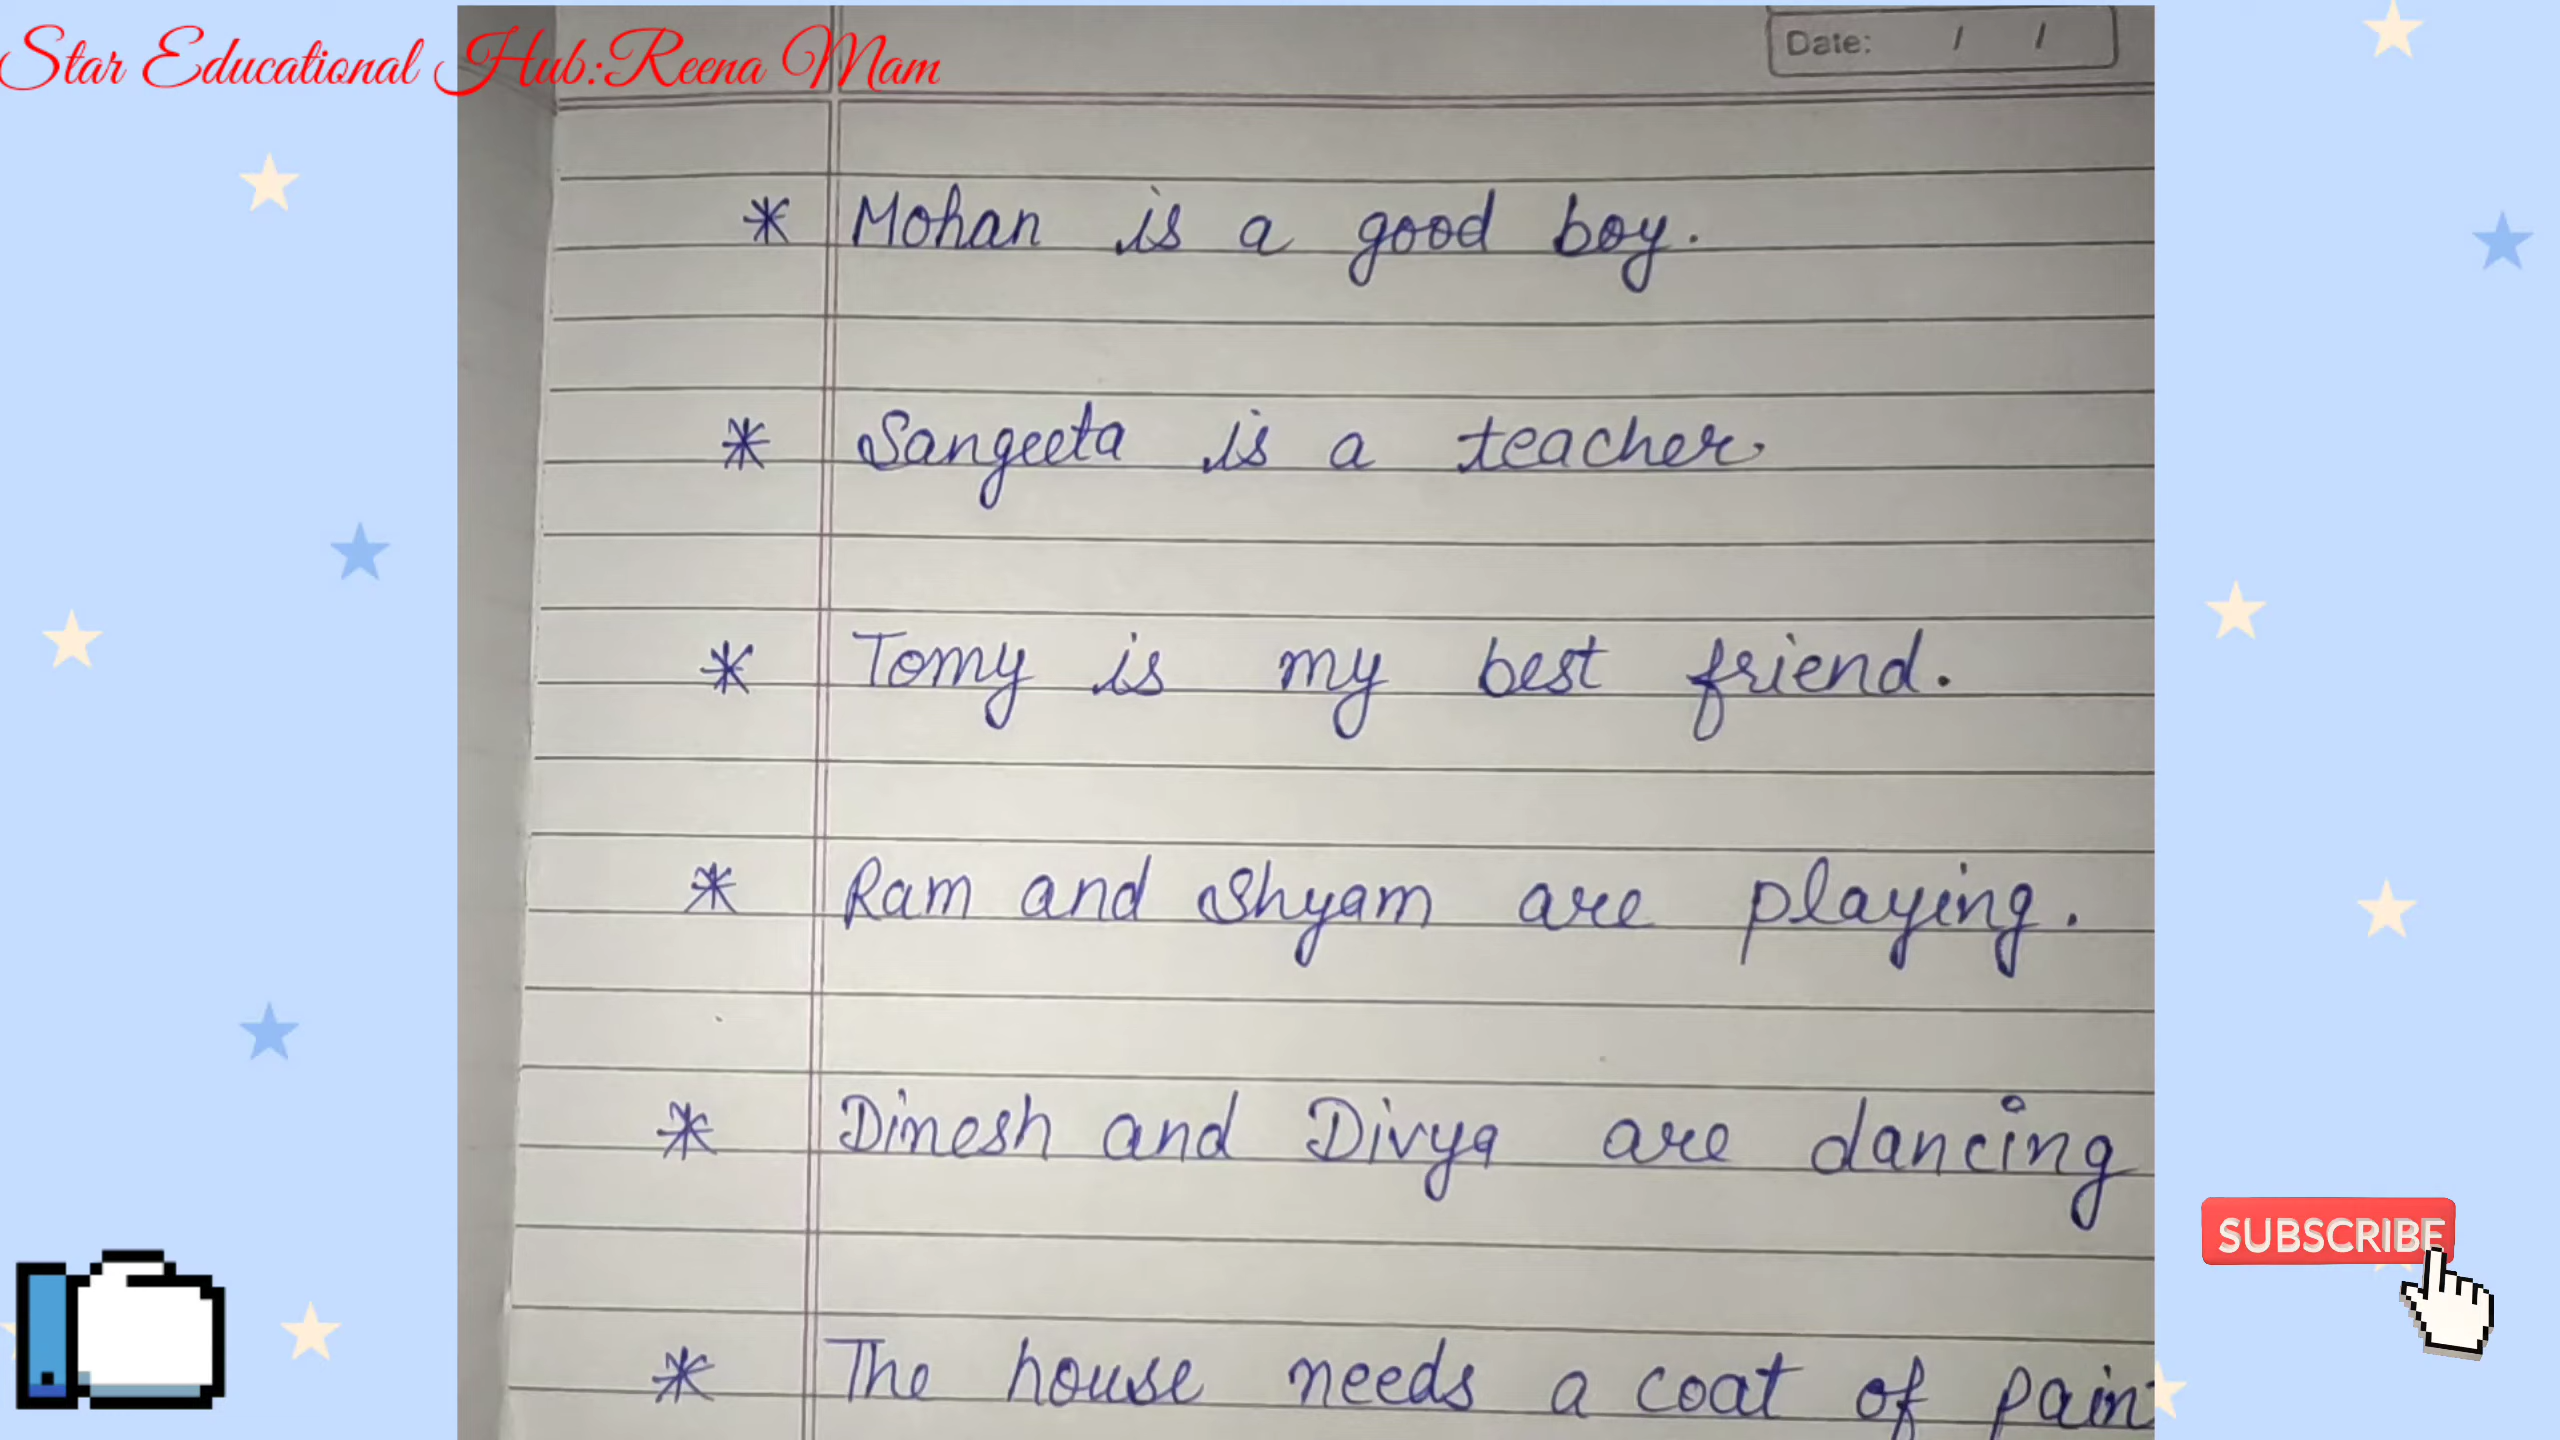 Star Educational Hub:Reena Mam
Date: / /
* Mohan is a good boy.
* Sangeeta is a teacher.
* Tomy is my best friend.
* Ram and Shyam are playing.
* Dinesh and Divya are dancing
* The house needs a coat of pain
SUBSCRIBE